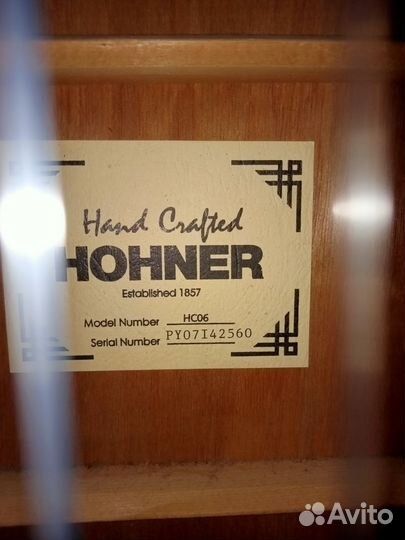 Hand Crafted
HOHNER
Established 1857
Model Number HC06
Serial Number PY07I42560
Avito